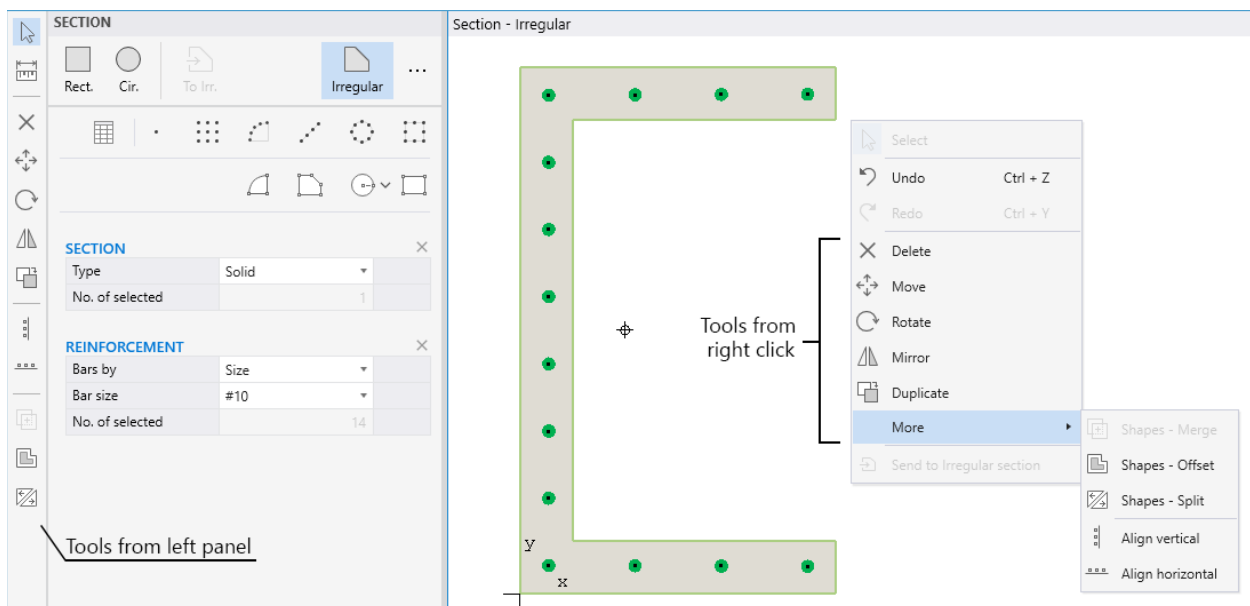 SECTION
Rect.
Cir.
To Irr.
Irregular
...
SECTION
Type
Solid
No. of selected
1
REINFORCEMENT
Bars by
Size
Bar size
#10
No. of selected
14
Tools from left panel
Section - Irregular
y
x
Tools from
right click
Select
Undo Ctrl + Z
Redo Ctrl + Y
Delete
Move
Rotate
Mirror
Duplicate
More
Send to Irregular section
Shapes - Merge
Shapes - Offset
Shapes - Split
Align vertical
Align horizontal